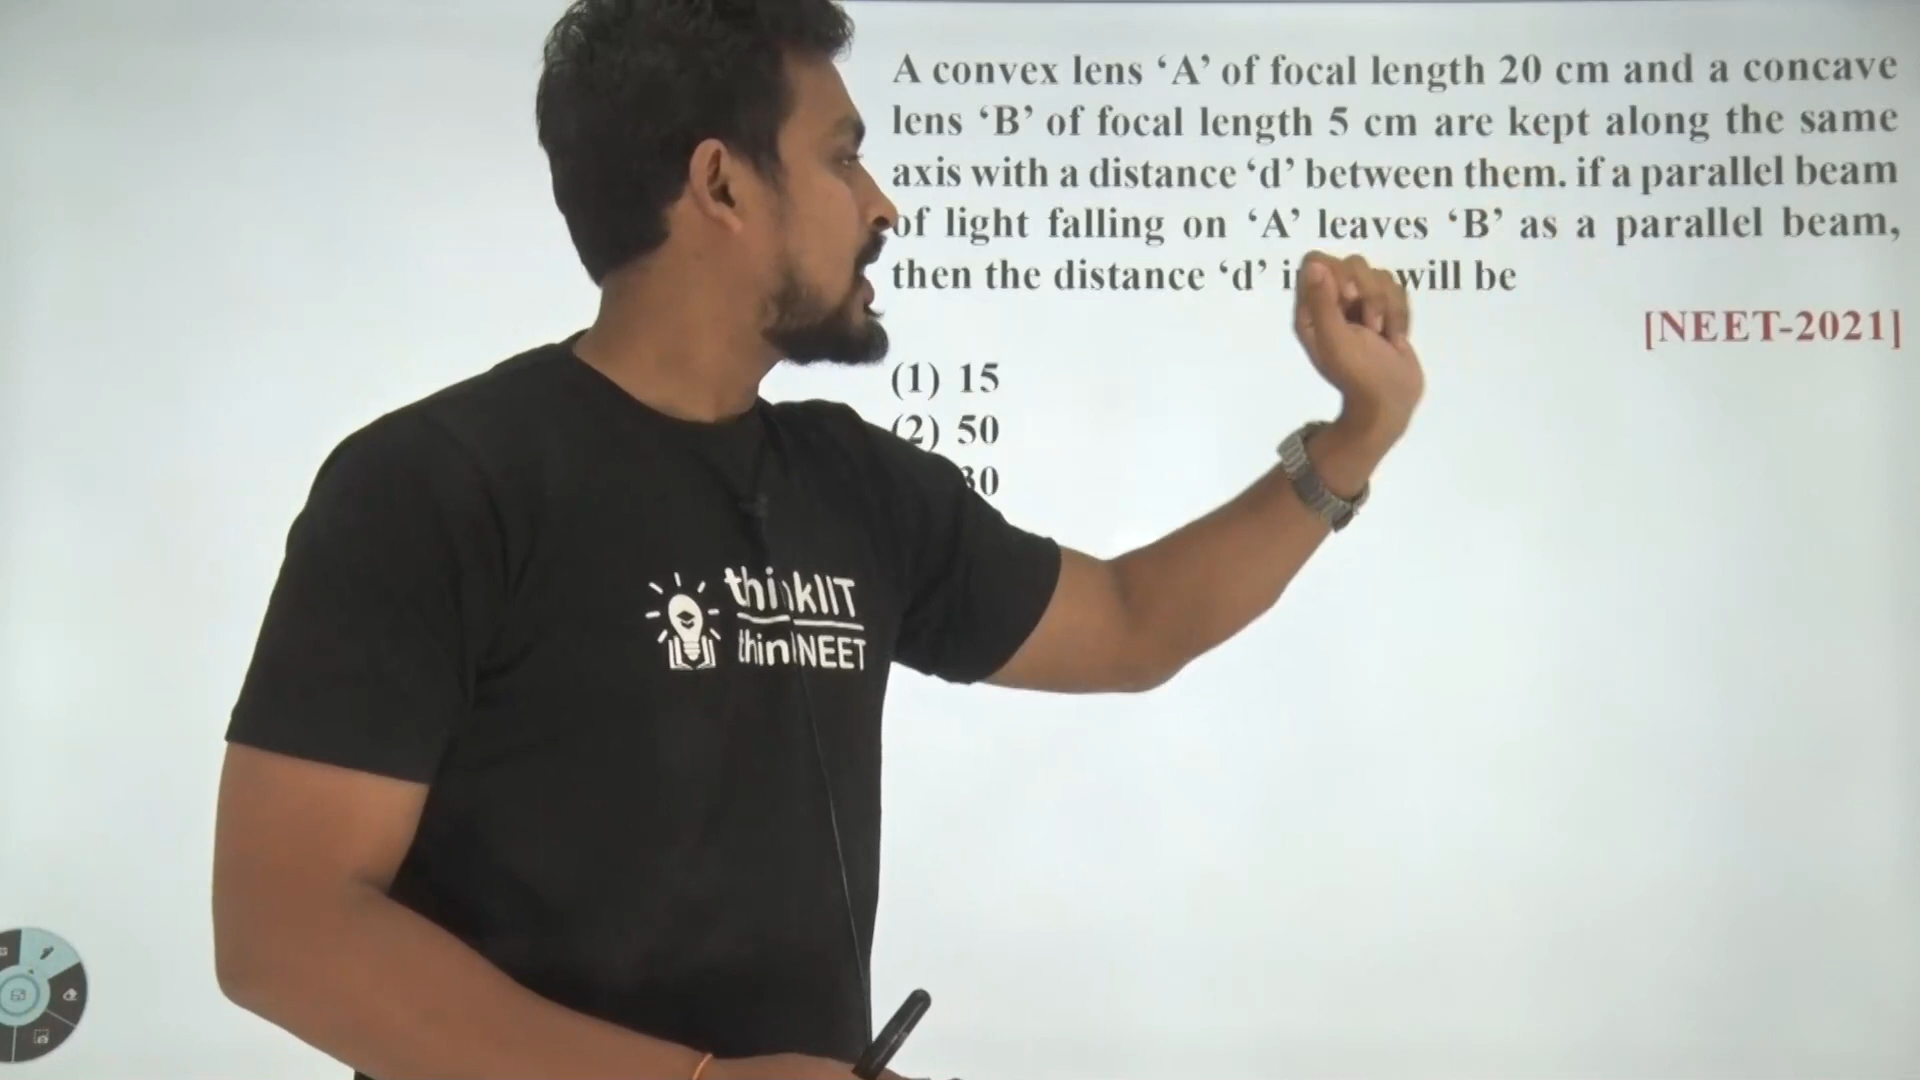 A convex lens ‘A’ of focal length 20 cm and a concave
lens ‘B’ of focal length 5 cm are kept along the same
axis with a distance ‘d’ between them. if a parallel beam
of light falling on ‘A’ leaves ‘B’ as a parallel beam,
then the distance ‘d’ will be
[NEET-2021]
(1) 15
(2) 50
30
thinkIIT
thinkNEET